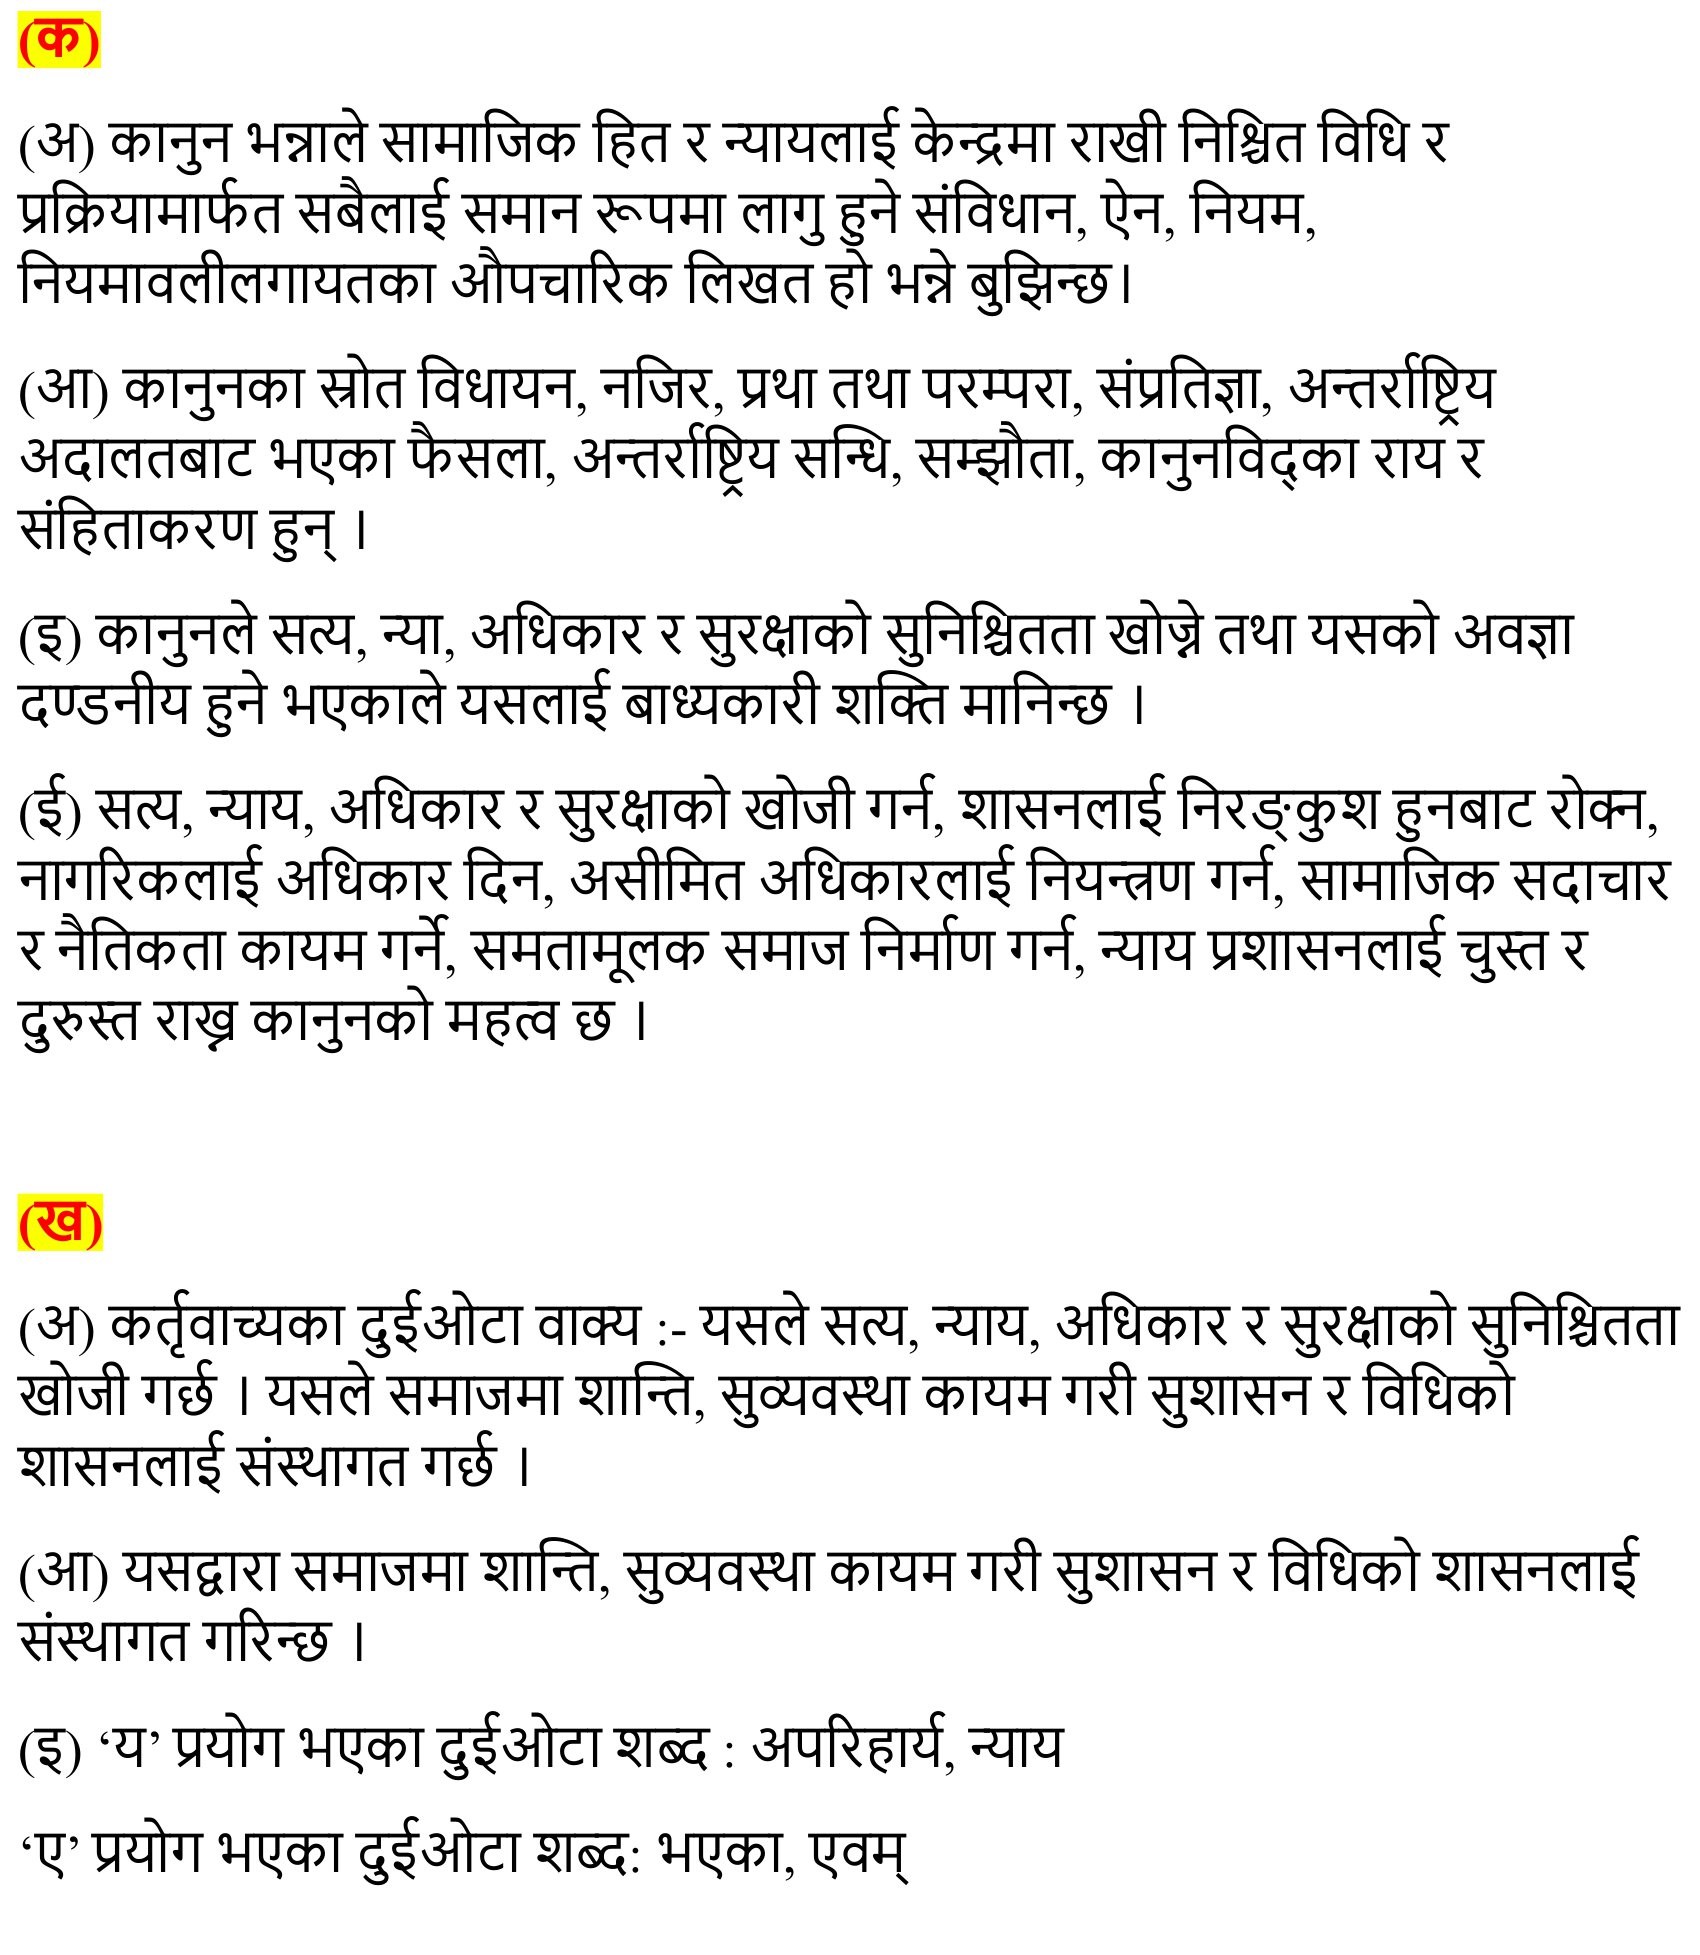 (क)
(अ) कानुन भन्नाले सामाजिक हित र न्यायलाई केन्द्रमा राखी निश्चित विधि र
प्रक्रियामार्फत सबैलाई समान रूपमा लागु हुने संविधान, ऐन, नियम,
नियमावलीलगायतका औपचारिक लिखत हो भन्ने बुझिन्छ।
(आ) कानुनका स्रोत विधायन, नजिर, प्रथा तथा परम्परा, संप्रतिज्ञा, अन्तर्राष्ट्रिय
अदालतबाट भएका फैसला, अन्तर्राष्ट्रिय सन्धि, सम्झौता, कानुनविद्का राय र
संहिताकरण हुन् ।
(इ) कानुनले सत्य, न्या, अधिकार र सुरक्षाको सुनिश्चितता खोज्ने तथा यसको अवज्ञा
दण्डनीय हुने भएकाले यसलाई बाध्यकारी शक्ति मानिन्छ ।
(ई) सत्य, न्याय, अधिकार र सुरक्षाको खोजी गर्न, शासनलाई निरङ्कुश हुनबाट रोक्न,
नागरिकलाई अधिकार दिन, असीमित अधिकारलाई नियन्त्रण गर्न, सामाजिक सदाचार
र नैतिकता कायम गर्ने, समतामूलक समाज निर्माण गर्न, न्याय प्रशासनलाई चुस्त र
दुरुस्त राख्न कानुनको महत्व छ ।
(ख)
(अ) कर्तृवाच्यका दुईओटा वाक्य :- यसले सत्य, न्याय, अधिकार र सुरक्षाको सुनिश्चितता
खोजी गर्छ । यसले समाजमा शान्ति, सुव्यवस्था कायम गरी सुशासन र विधिको
शासनलाई संस्थागत गर्छ ।
(आ) यसद्वारा समाजमा शान्ति, सुव्यवस्था कायम गरी सुशासन र विधिको शासनलाई
संस्थागत गरिन्छ ।
(इ) ‘य’ प्रयोग भएका दुईओटा शब्द : अपरिहार्य, न्याय
‘ए’ प्रयोग भएका दुईओटा शब्द: भएका, एवम्